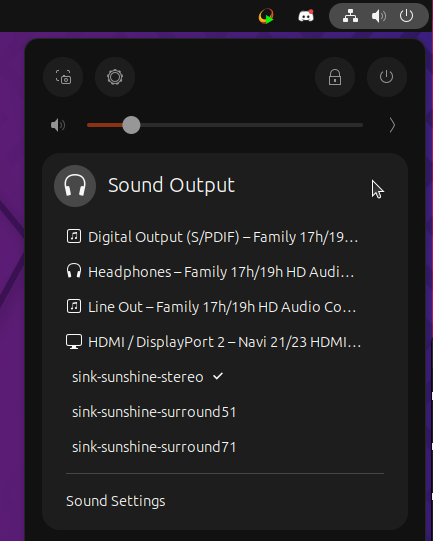 Sound Output
Digital Output (S/PDIF) – Family 17h/19...
Headphones – Family 17h/19h HD Audi...
Line Out – Family 17h/19h HD Audio Co...
HDMI / DisplayPort 2 – Navi 21/23 HDMI...
sink-sunshine-stereo
sink-sunshine-surround51
sink-sunshine-surround71
Sound Settings